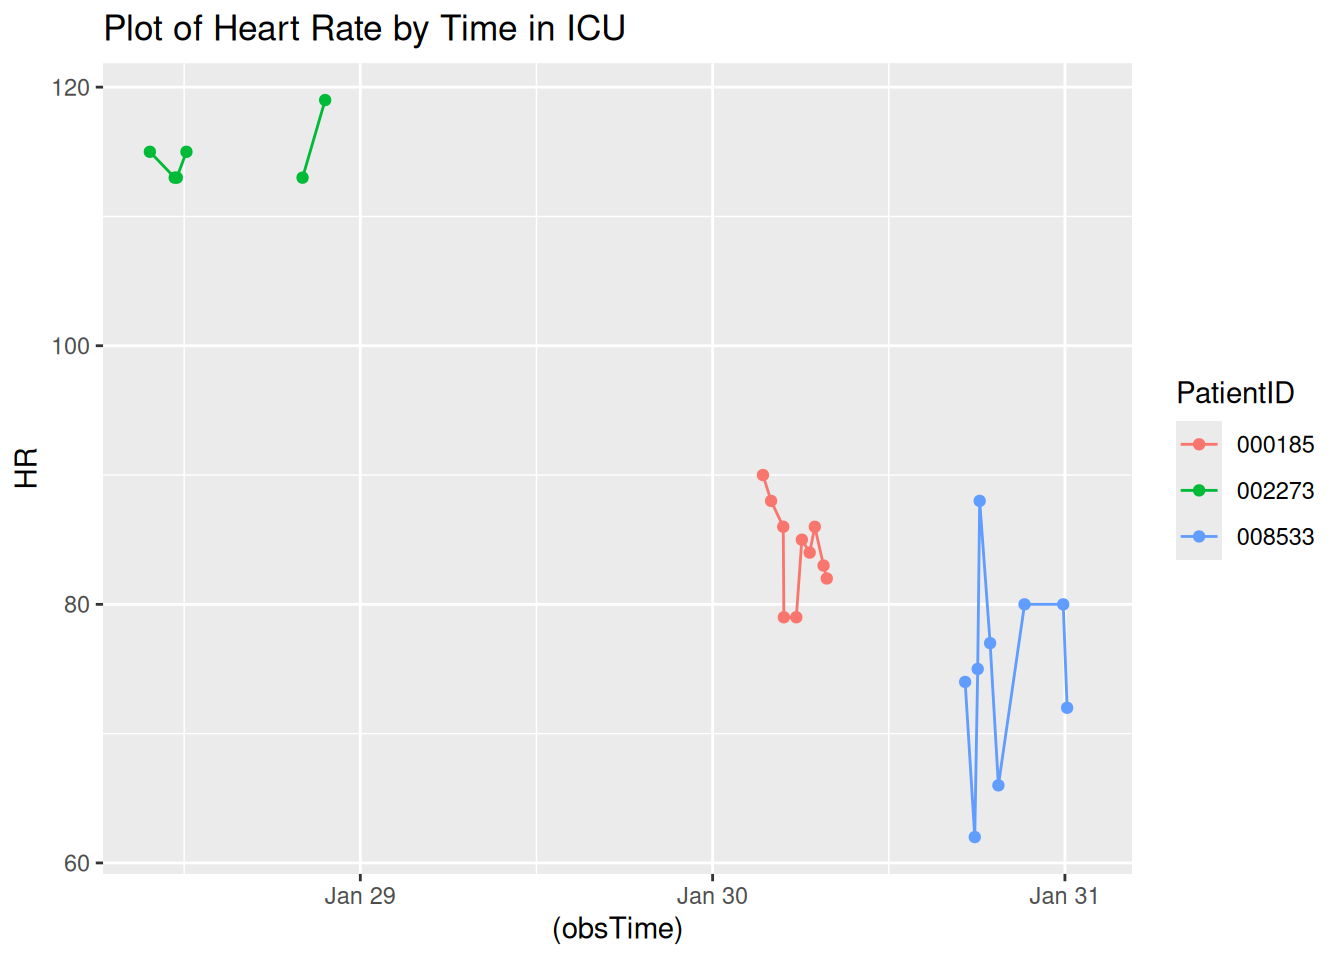 Plot of Heart Rate by Time in ICU
120
100
80
60
HR
Jan 29
Jan 30
Jan 31
(obsTime)
PatientID
000185
002273
008533